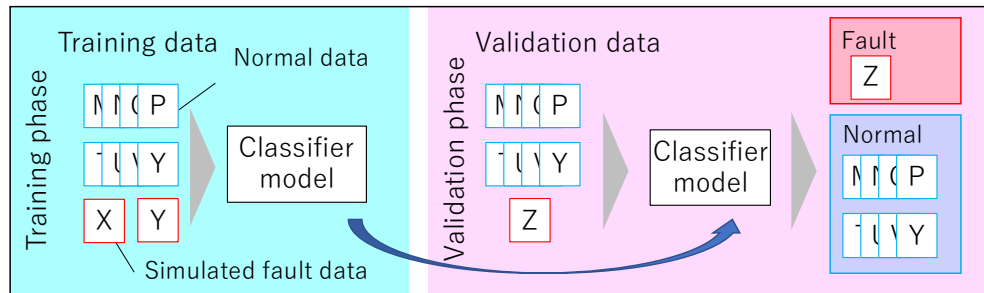 Training phase
Training data
Normal data
M N O P
T U V Y
X Y
Simulated fault data
Classifier
model
Validation phase
Validation data
M N O P
T U V Y
Z
Classifier
model
Fault
Z
Normal
M N O P
T U V Y